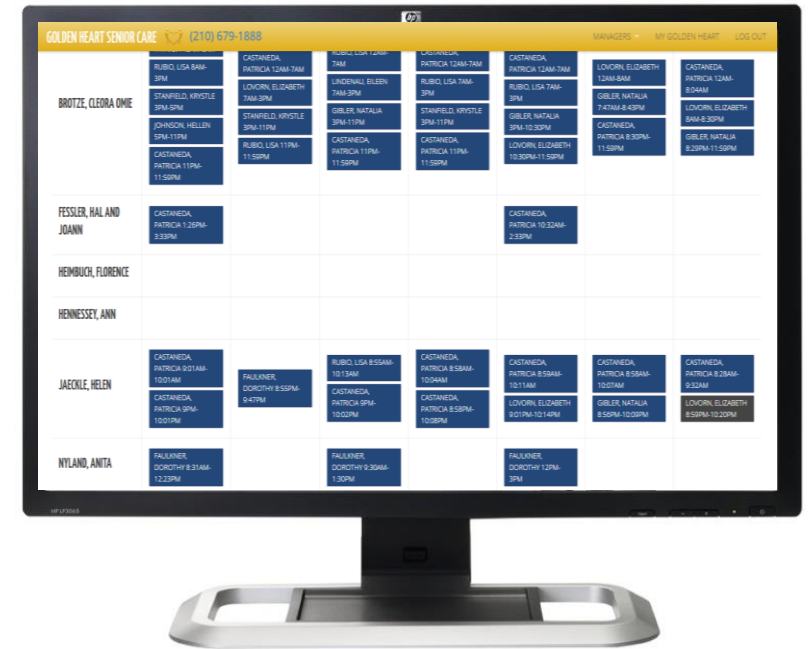 hp
GOLDEN HEART SENIOR CARE (210) 679-1888 MANAGERS MY GOLDEN HEART LOG OUT
BROTZE, CLEORA OMIE
RUBIO, LISA 8AM-
3PM
STANFIELD, KRYSTLE
3PM-5PM
JOHNSON, HELLEN
5PM-11PM
CASTANEDA,
PATRICIA 11PM-
11:59PM
CASTANEDA,
PATRICIA 12AM-7AM
LOVORN, ELIZABETH
7AM-3PM
STANFIELD, KRYSTLE
3PM-11PM
RUBIO, LISA 11PM-
11:59PM
RUBIO, LISA 12AM-
7AM
LINDENAU, EILEEN
7AM-3PM
GIBLER, NATALIA
3PM-11PM
CASTANEDA,
PATRICIA 11PM-
11:59PM
CASTANEDA,
PATRICIA 12AM-7AM
RUBIO, LISA 7AM-
3PM
STANFIELD, KRYSTLE
3PM-11PM
CASTANEDA,
PATRICIA 11PM-
11:59PM
CASTANEDA,
PATRICIA 12AM-7AM
RUBIO, LISA 7AM-
3PM
GIBLER, NATALIA
3PM-10:30PM
LOVORN, ELIZABETH
10:30PM-11:59PM
LOVORN, ELIZABETH
12AM-8AM
GIBLER, NATALIA
7:47AM-8:43PM
CASTANEDA,
PATRICIA 8:30PM-
11:59PM
CASTANEDA,
PATRICIA 12AM-
8:04AM
LOVORN, ELIZABETH
8AM-8:30PM
GIBLER, NATALIA
8:29PM-11:59PM
FESSLER, HAL AND
JOANN
CASTANEDA,
PATRICIA 1:26PM-
3:33PM
CASTANEDA,
PATRICIA 10:32AM-
2:33PM
HEIMBUCH, FLORENCE
HENNESSEY, ANN
JAECKLE, HELEN
CASTANEDA,
PATRICIA 9:01AM-
10:01AM
CASTANEDA,
PATRICIA 9PM-
10:01PM
FAULKNER,
DOROTHY 8:55PM-
9:47PM
RUBIO, LISA 8:55AM-
10:13AM
CASTANEDA,
PATRICIA 9PM-
10:02PM
CASTANEDA,
PATRICIA 8:58AM-
10:04AM
CASTANEDA,
PATRICIA 8:58PM-
10:08PM
CASTANEDA,
PATRICIA 8:59AM-
10:11AM
LOVORN, ELIZABETH
9:01PM-10:14PM
CASTANEDA,
PATRICIA 8:58AM-
10:07AM
GIBLER, NATALIA
8:56PM-10:09PM
CASTANEDA,
PATRICIA 8:28AM-
9:32AM
LOVORN, ELIZABETH
8:59PM-10:20PM
NYLAND, ANITA
FAULKNER,
DOROTHY 8:31AM-
12:23PM
FAULKNER,
DOROTHY 9:30AM-
1:30PM
FAULKNER,
DOROTHY 12PM-
3PM
HP LP3065